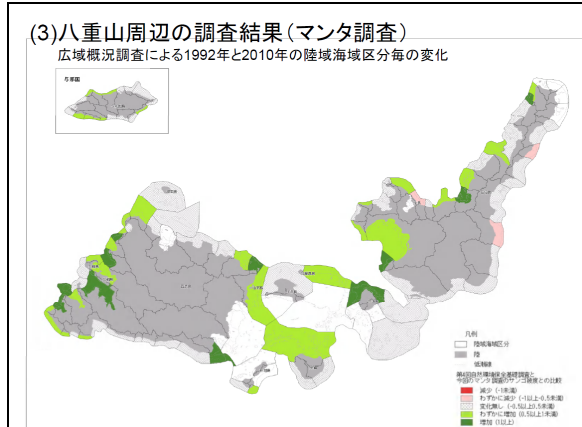 (3)八重山周辺の調査結果(マンタ調査)
広域概況調査による1992年と2010年の陸域海域区分毎の変化
与那国
凡例
陸域海域区分
陸
低潮線
第4回自然環境保全基礎調査と
今回のマンタ調査のサンゴ被度との比較
減少 (-1未満)
わずかに減少 (-1以上-0.5未満)
変化無し (-0.5以上0.5未満)
わずかに増加 (0.5以上1未満)
増加 (1以上)